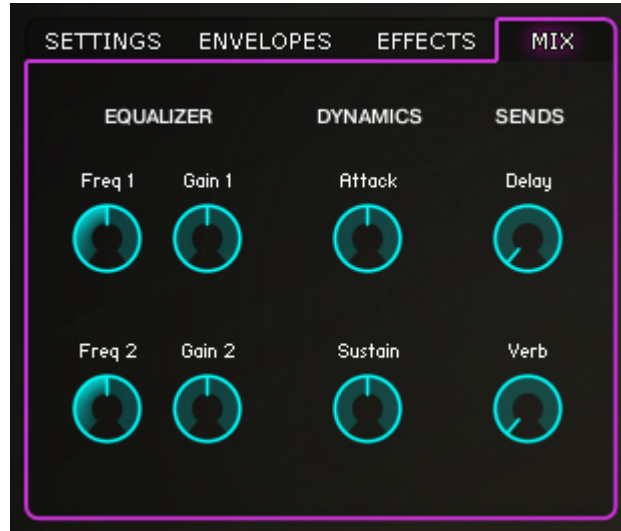 SETTINGS ENVELOPES EFFECTS MIX
EQUALIZER DYNAMICS SENDS
Freq 1 Gain 1 Attack Delay
Freq 2 Gain 2 Sustain Verb